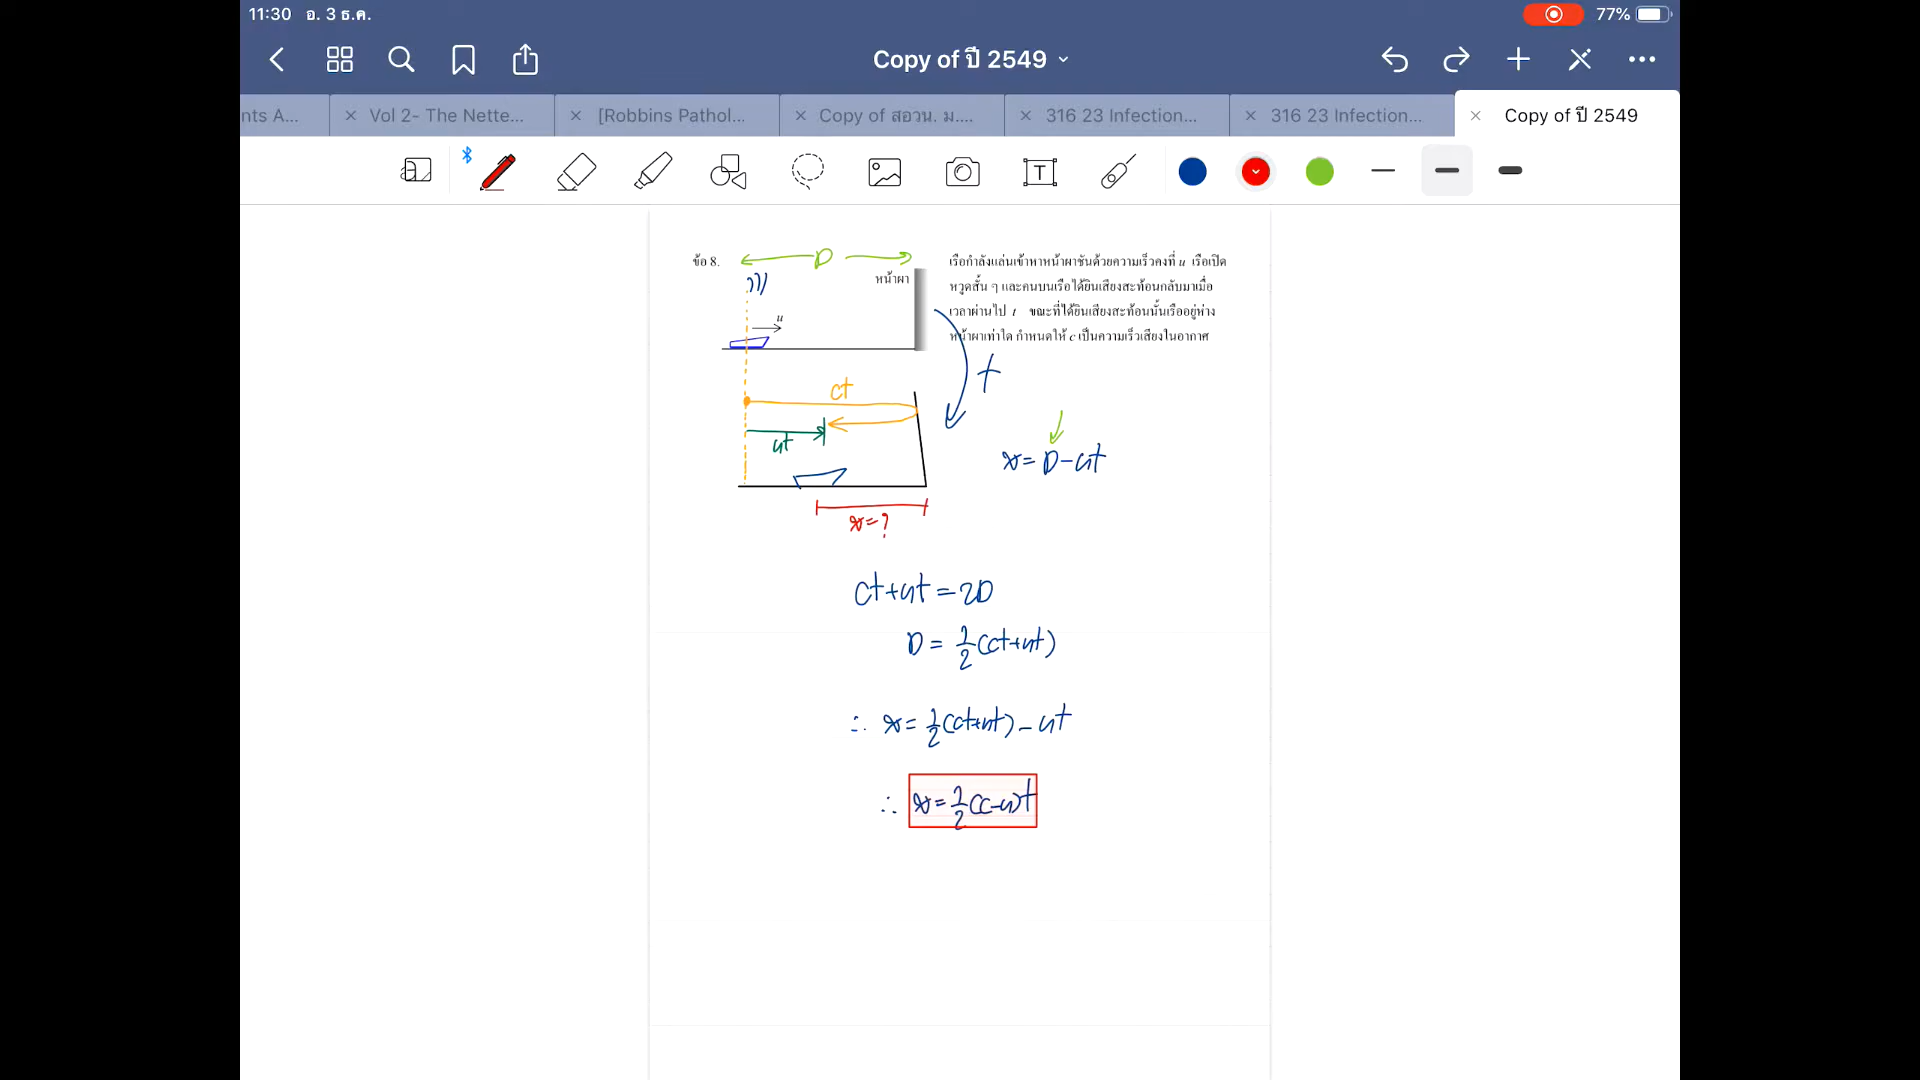 11:30 อ. 3 ธ.ค.
77%
Copy of ปี 2549
nts A...
Vol 2- The Nette...
[Robbins Pathol...
Copy of สอวน. ม....
316 23 Infection...
316 23 Infection...
Copy of ปี 2549
T
ข้อ 8.
D
หน้าผา
u
เรือกำลังแล่นเข้าหาหน้าผาชันด้วยความเร็วคงที่ u เรือเปิด
หวูดสั้น ๆ และคนบนเรือได้ยินเสียงสะท้อนกลับมาเมื่อ
เวลาผ่านไป t ขณะที่ได้ยินเสียงสะท้อนนั้นเรืออยู่ห่าง
หน้าผาเท่าใด กำหนดให้ c เป็นความเร็วเสียงในอากาศ
t
ct
ut
x = D - ut
x = ?
ct + ut = 2D
D = 1/2 (ct + ut)
∴ x = 1/2 (ct + ut) - ut
∴ x = 1/2 (c - u)t